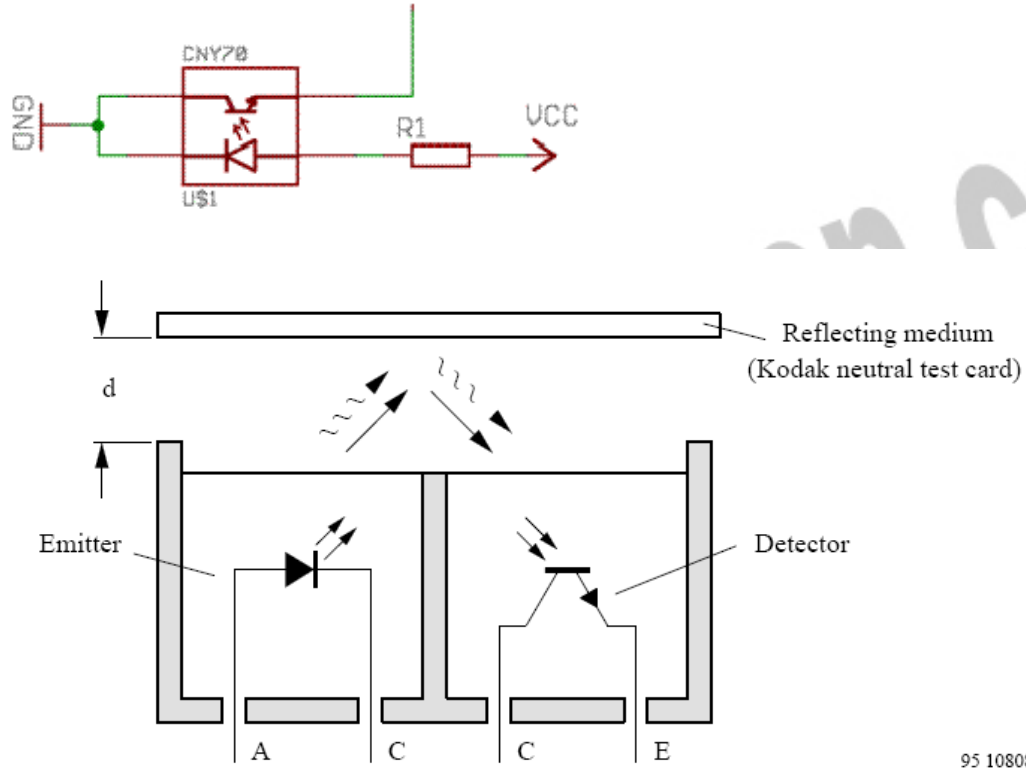 CNY70
GND
R1
VCC
U$1
Reflecting medium
(Kodak neutral test card)
d
Emitter
Detector
A
C
C
E
95 10808